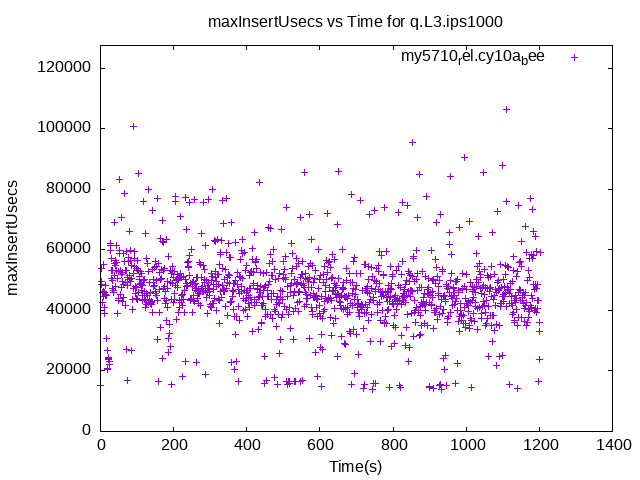 maxInsertUsecs vs Time for q.L3.ips1000
my5710rel.cy10abee
120000
100000
80000
60000
40000
20000
0
maxInsertUsecs
0 200 400 600 800 1000 1200 1400
Time(s)